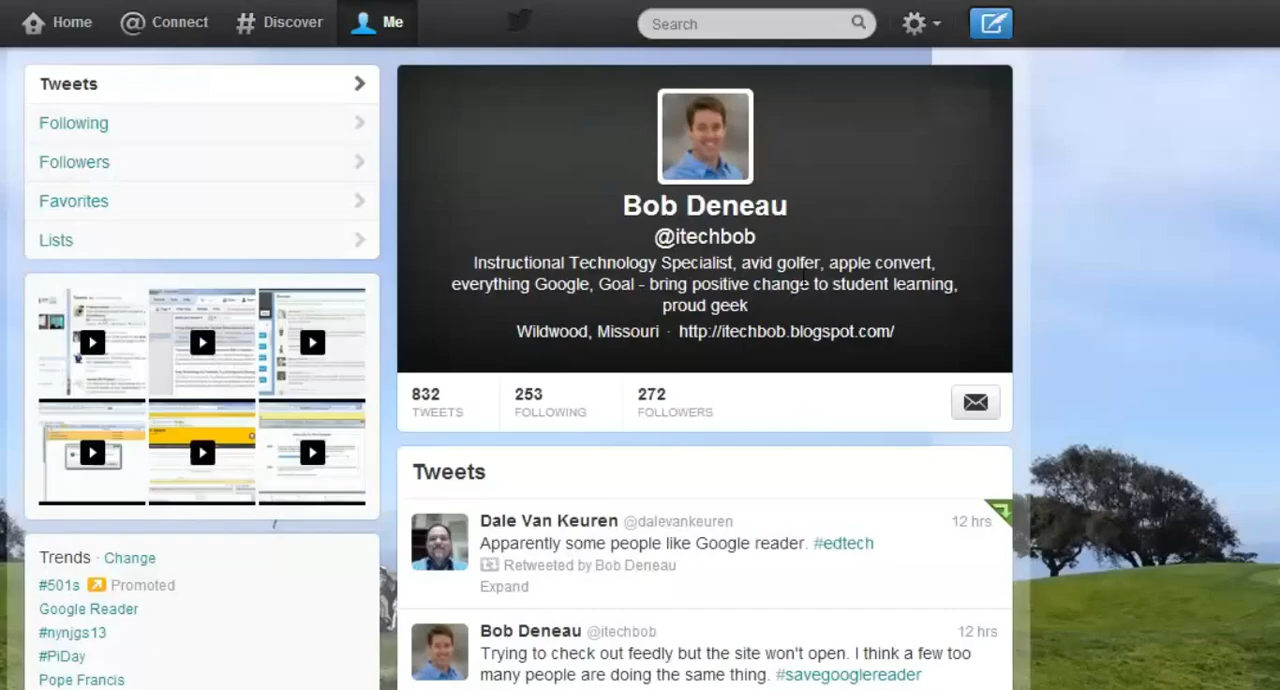 Home
Connect
Discover
Me
Search
Tweets
Following
Followers
Favorites
Lists
Trends · Change
#501s Promoted
Google Reader
#nynjgs13
#PiDay
Pope Francis
Bob Deneau
@itechbob
Instructional Technology Specialist, avid golfer, apple convert,
everything Google, Goal - bring positive change to student learning,
proud geek
Wildwood, Missouri · http://itechbob.blogspot.com/
832
TWEETS
253
FOLLOWING
272
FOLLOWERS
Tweets
Dale Van Keuren @dalevankeuren 12 hrs
Apparently some people like Google reader. #edtech
Retweeted by Bob Deneau
Expand
Bob Deneau @itechbob 12 hrs
Trying to check out feedly but the site won't open. I think a few too
many people are doing the same thing. #savegooglereader